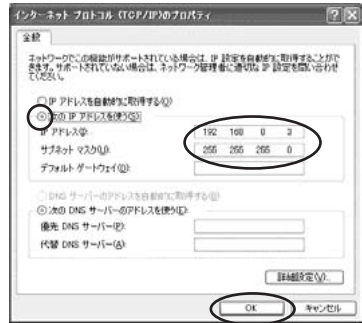 インターネット プロトコル (TCP/IP)のプロパティ
全般
ネットワークでこの機能がサポートされている場合は、IP 設定を自動的に取得することがで
きます。サポートされていない場合は、ネットワーク管理者に適切な IP 設定を問い合わせ
てください。
IP アドレスを自動的に取得する(O)
次の IP アドレスを使う(S):
IP アドレス(I):
192 168 0 3
サブネット マスク(U):
255 255 255 0
デフォルト ゲートウェイ(D):
DNS サーバーのアドレスを自動的に取得する(B)
次の DNS サーバーのアドレスを使う(E):
優先 DNS サーバー(P):
代替 DNS サーバー(A):
詳細設定(V)...
OK
キャンセル